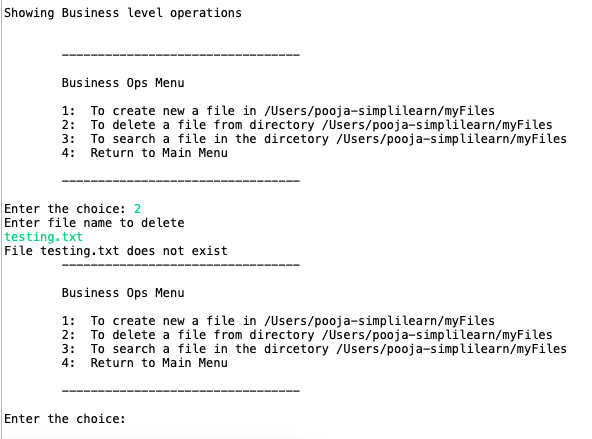 Showing Business level operations
_________________________________
Business Ops Menu
1:  To create new a file in /Users/pooja-simplilearn/myFiles
2:  To delete a file from directory /Users/pooja-simplilearn/myFiles
3:  To search a file in the dircetory /Users/pooja-simplilearn/myFiles
4:  Return to Main Menu
_________________________________
Enter the choice: 2
Enter file name to delete
testing.txt
File testing.txt does not exist
_________________________________
Business Ops Menu
1:  To create new a file in /Users/pooja-simplilearn/myFiles
2:  To delete a file from directory /Users/pooja-simplilearn/myFiles
3:  To search a file in the dircetory /Users/pooja-simplilearn/myFiles
4:  Return to Main Menu
_________________________________
Enter the choice: